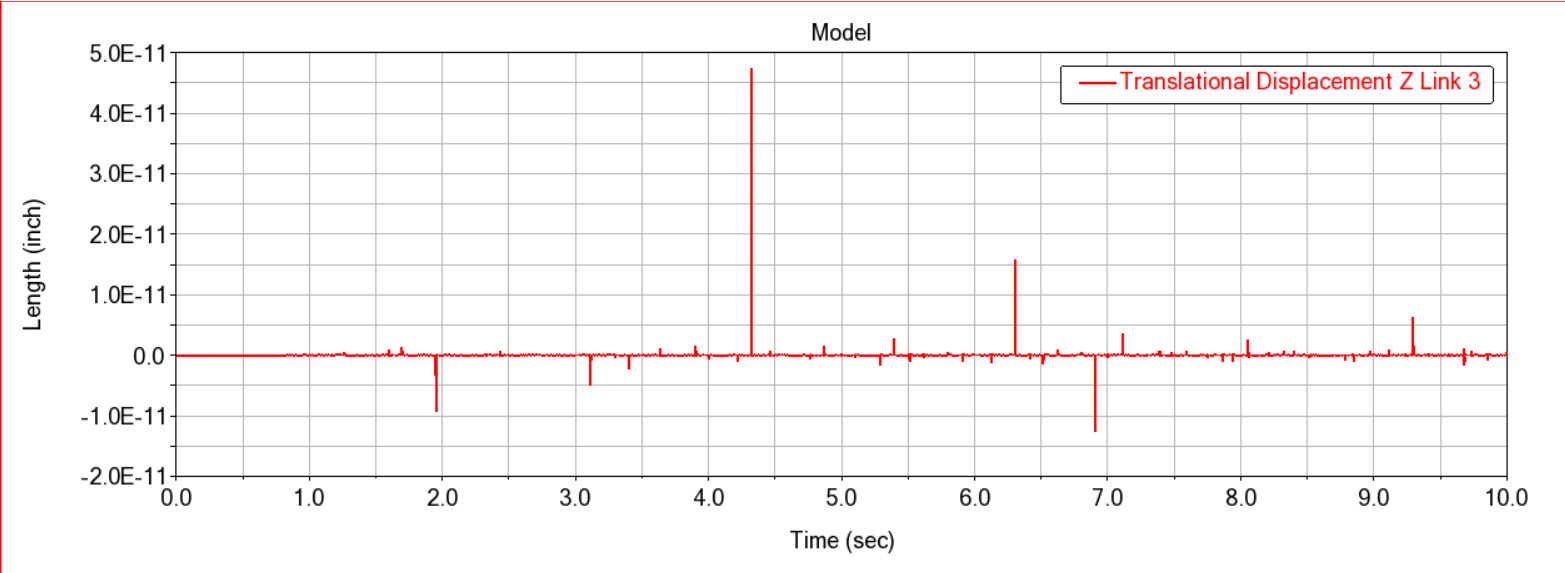 Model
Translational Displacement Z Link 3
5.0E-11
4.0E-11
3.0E-11
2.0E-11
1.0E-11
0.0
-1.0E-11
-2.0E-11
Length (inch)
0.0 1.0 2.0 3.0 4.0 5.0 6.0 7.0 8.0 9.0 10.0
Time (sec)